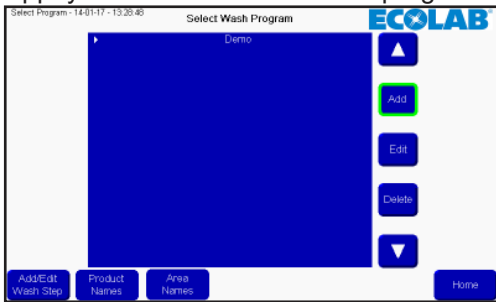 Select Program - 14-01-17 - 13:28:48
Select Wash Program
ECOLAB
Demo
Add
Edit
Delete
Add/Edit
Wash Step
Product
Names
Area
Names
Home